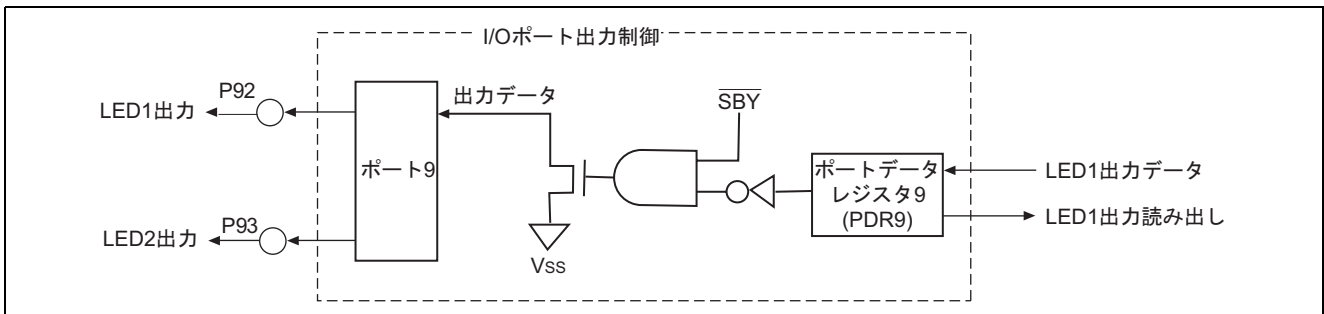 I/Oポート出力制御
P92
LED1出力
出力データ
SBY
ポート9
ポートデータ
レジスタ9
(PDR9)
LED1出力データ
LED1出力読み出し
P93
LED2出力
Vss